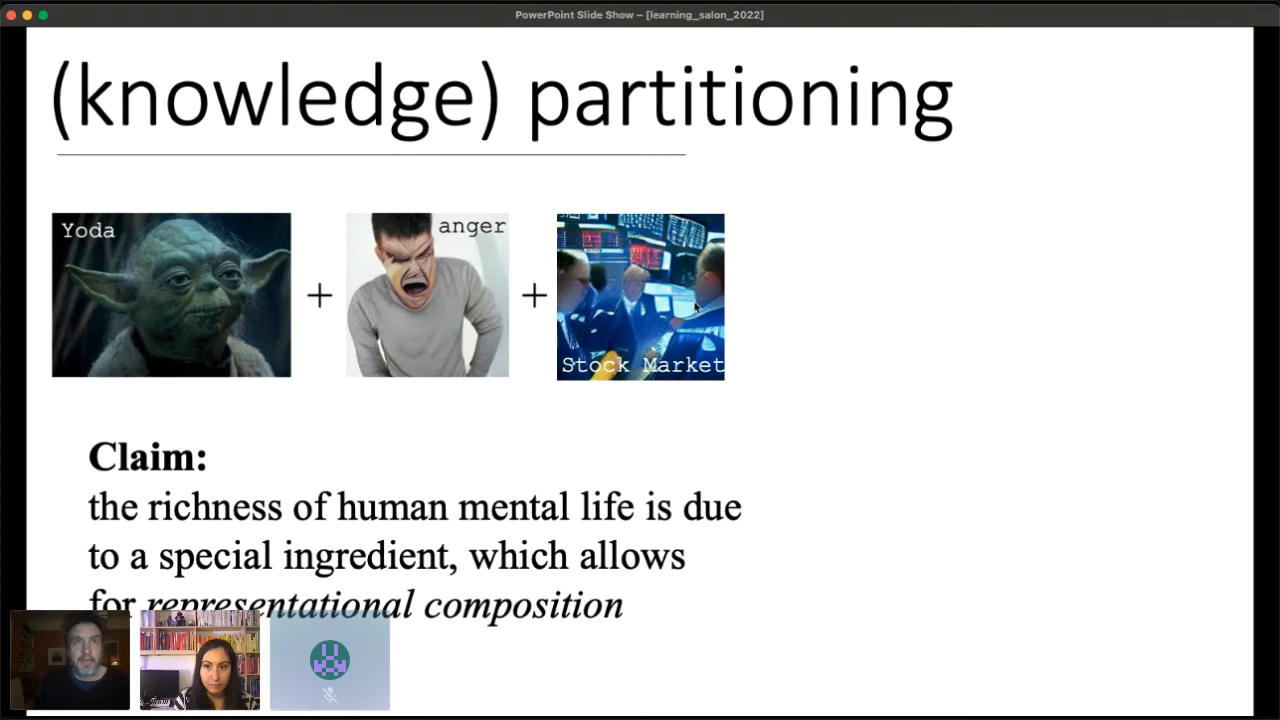 PowerPoint Slide Show – [learning_salon_2022]
(knowledge) partitioning
Yoda
+
anger
+
Stock Market
Claim:
the richness of human mental life is due
to a special ingredient, which allows
for representational composition